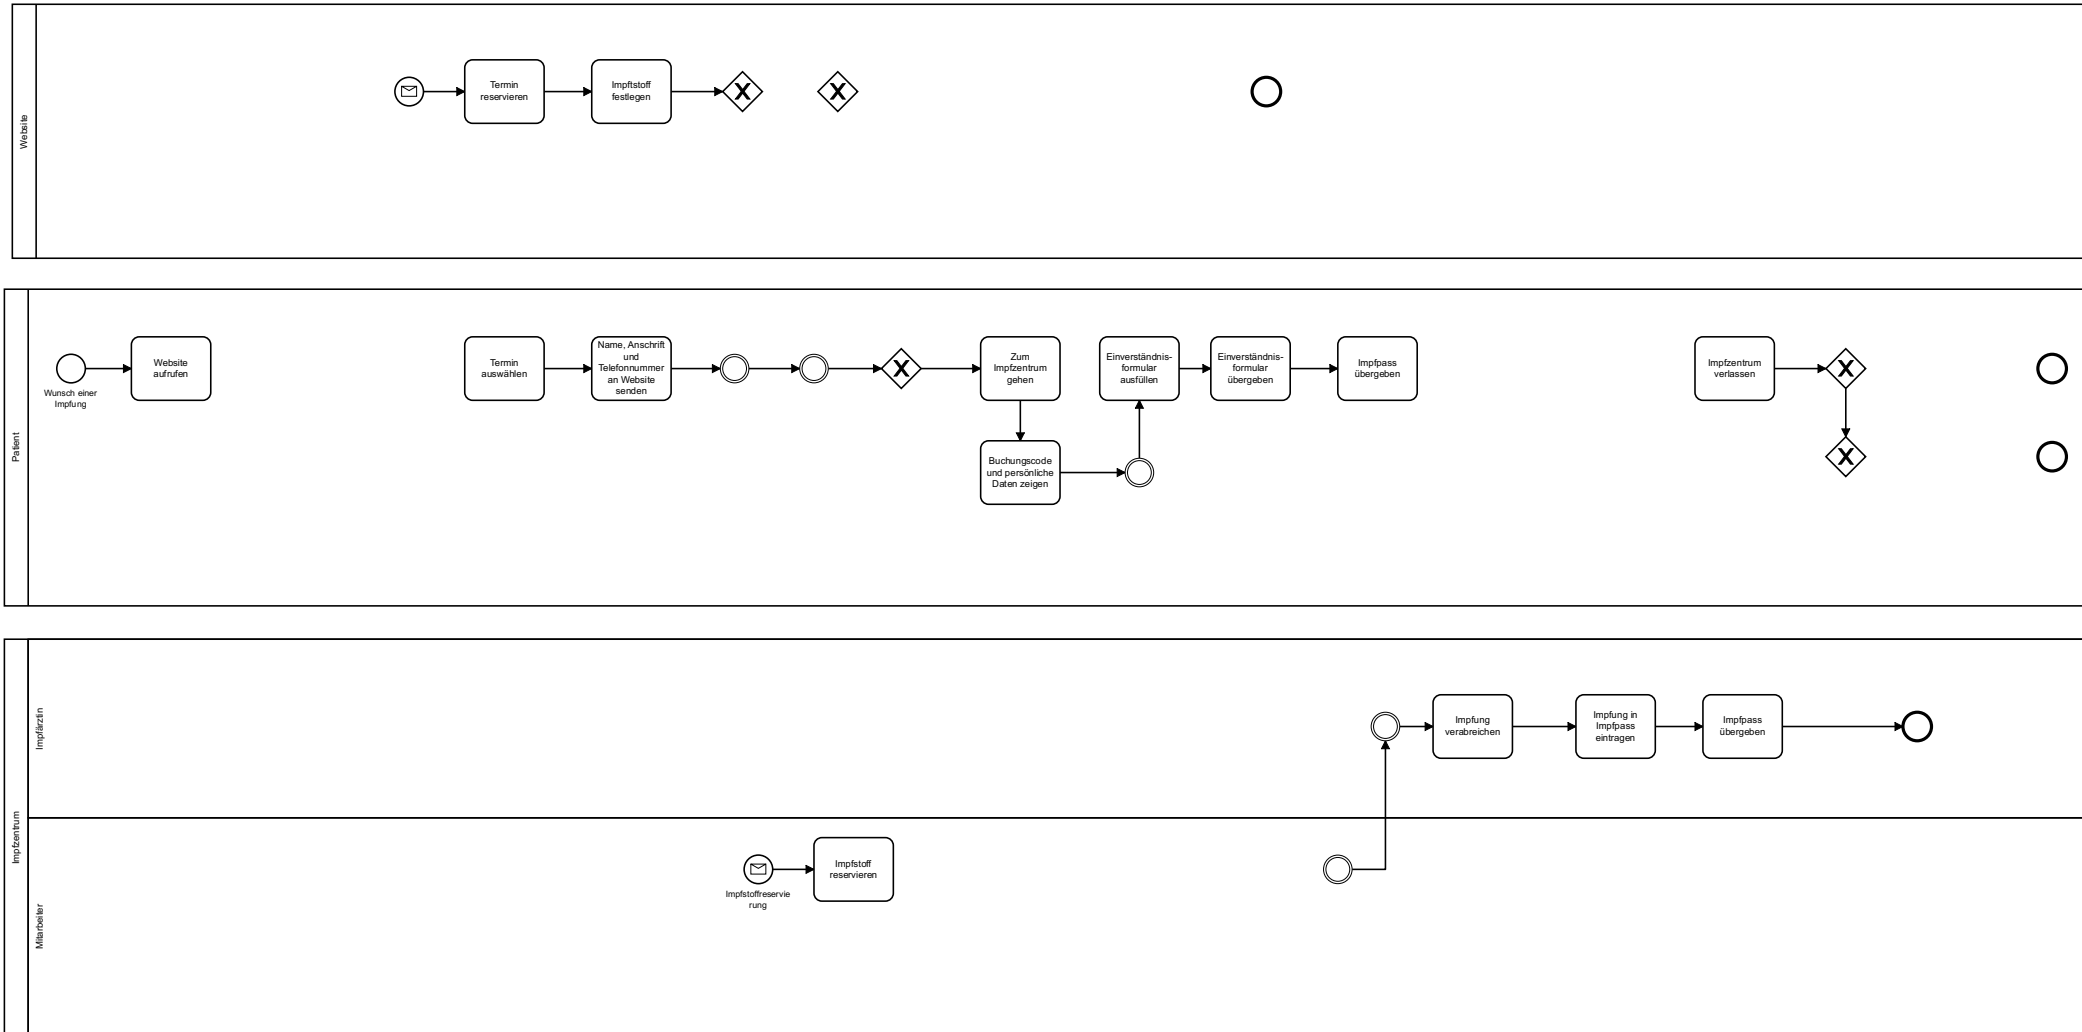 Website
Termin
reservieren
Impftstoff
festlegen
X
X
Patient
Wunsch einer
Impfung
Website
aufrufen
Termin
auswählen
Name, Anschrift
und
Telefonnummer
an Website
senden
X
Zum
Impfzentrum
gehen
Buchungscode
und persönliche
Daten zeigen
Einverständnis-
formular
ausfüllen
Einverständnis-
formular
übergeben
Impfpass
übergeben
Impfzentrum
verlassen
X
X
Impfzentrum
Impfärztin
Impfung
verabreichen
Impfung in
Impfpass
eintragen
Impfpass
übergeben
Mitarbeiter
Impfstoffreservie
rung
Impfstoff
reservieren